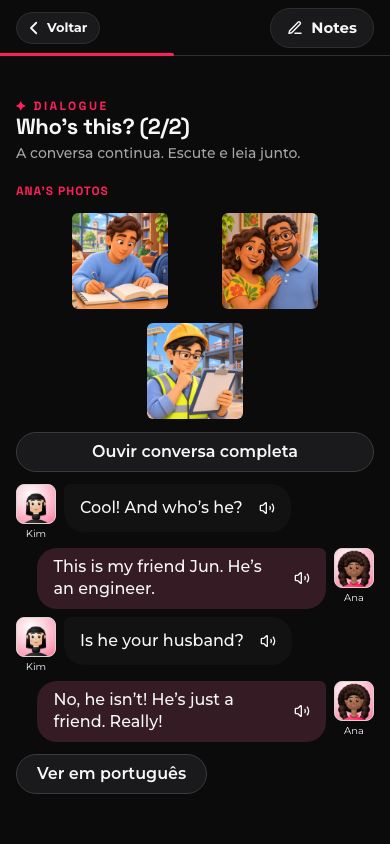 Voltar
Notes
DIALOGUE
Who's this? (2/2)
A conversa continua. Escute e leia junto.
ANA'S PHOTOS
Ouvir conversa completa
Cool! And who's he?
Kim
This is my friend Jun. He's
an engineer.
Ana
Is he your husband?
Kim
No, he isn't! He's just a
friend. Really!
Ana
Ver em português